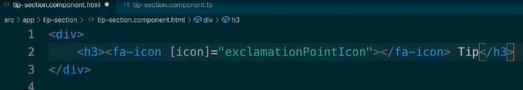 tip-section.component.html tip-section.component.ts
src > app > tip-section > tip-section.component.html > div > h3
1 <div>
2 <h3><fa-icon [icon]="exclamationPointIcon"></fa-icon> Tip</h3>
3 </div>